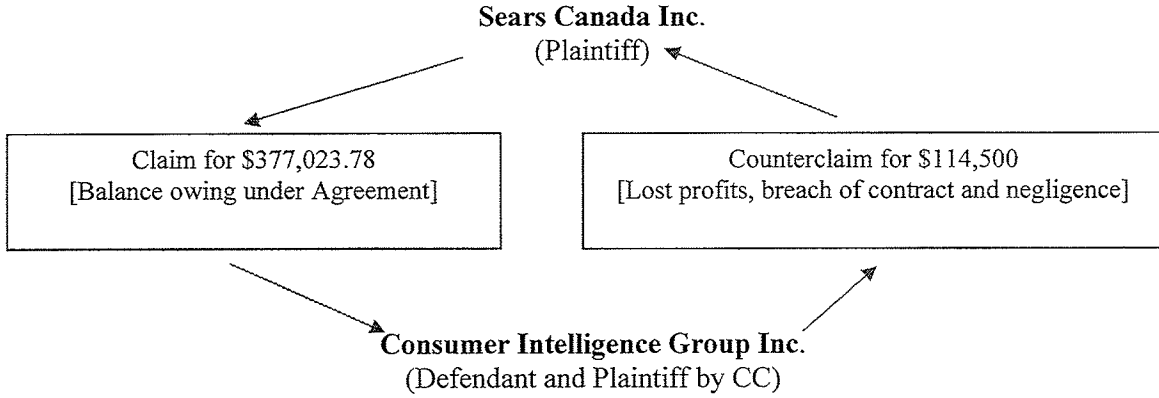 Sears Canada Inc.
(Plaintiff)
Claim for $377,023.78
[Balance owing under Agreement]
Counterclaim for $114,500
[Lost profits, breach of contract and negligence]
Consumer Intelligence Group Inc.
(Defendant and Plaintiff by CC)